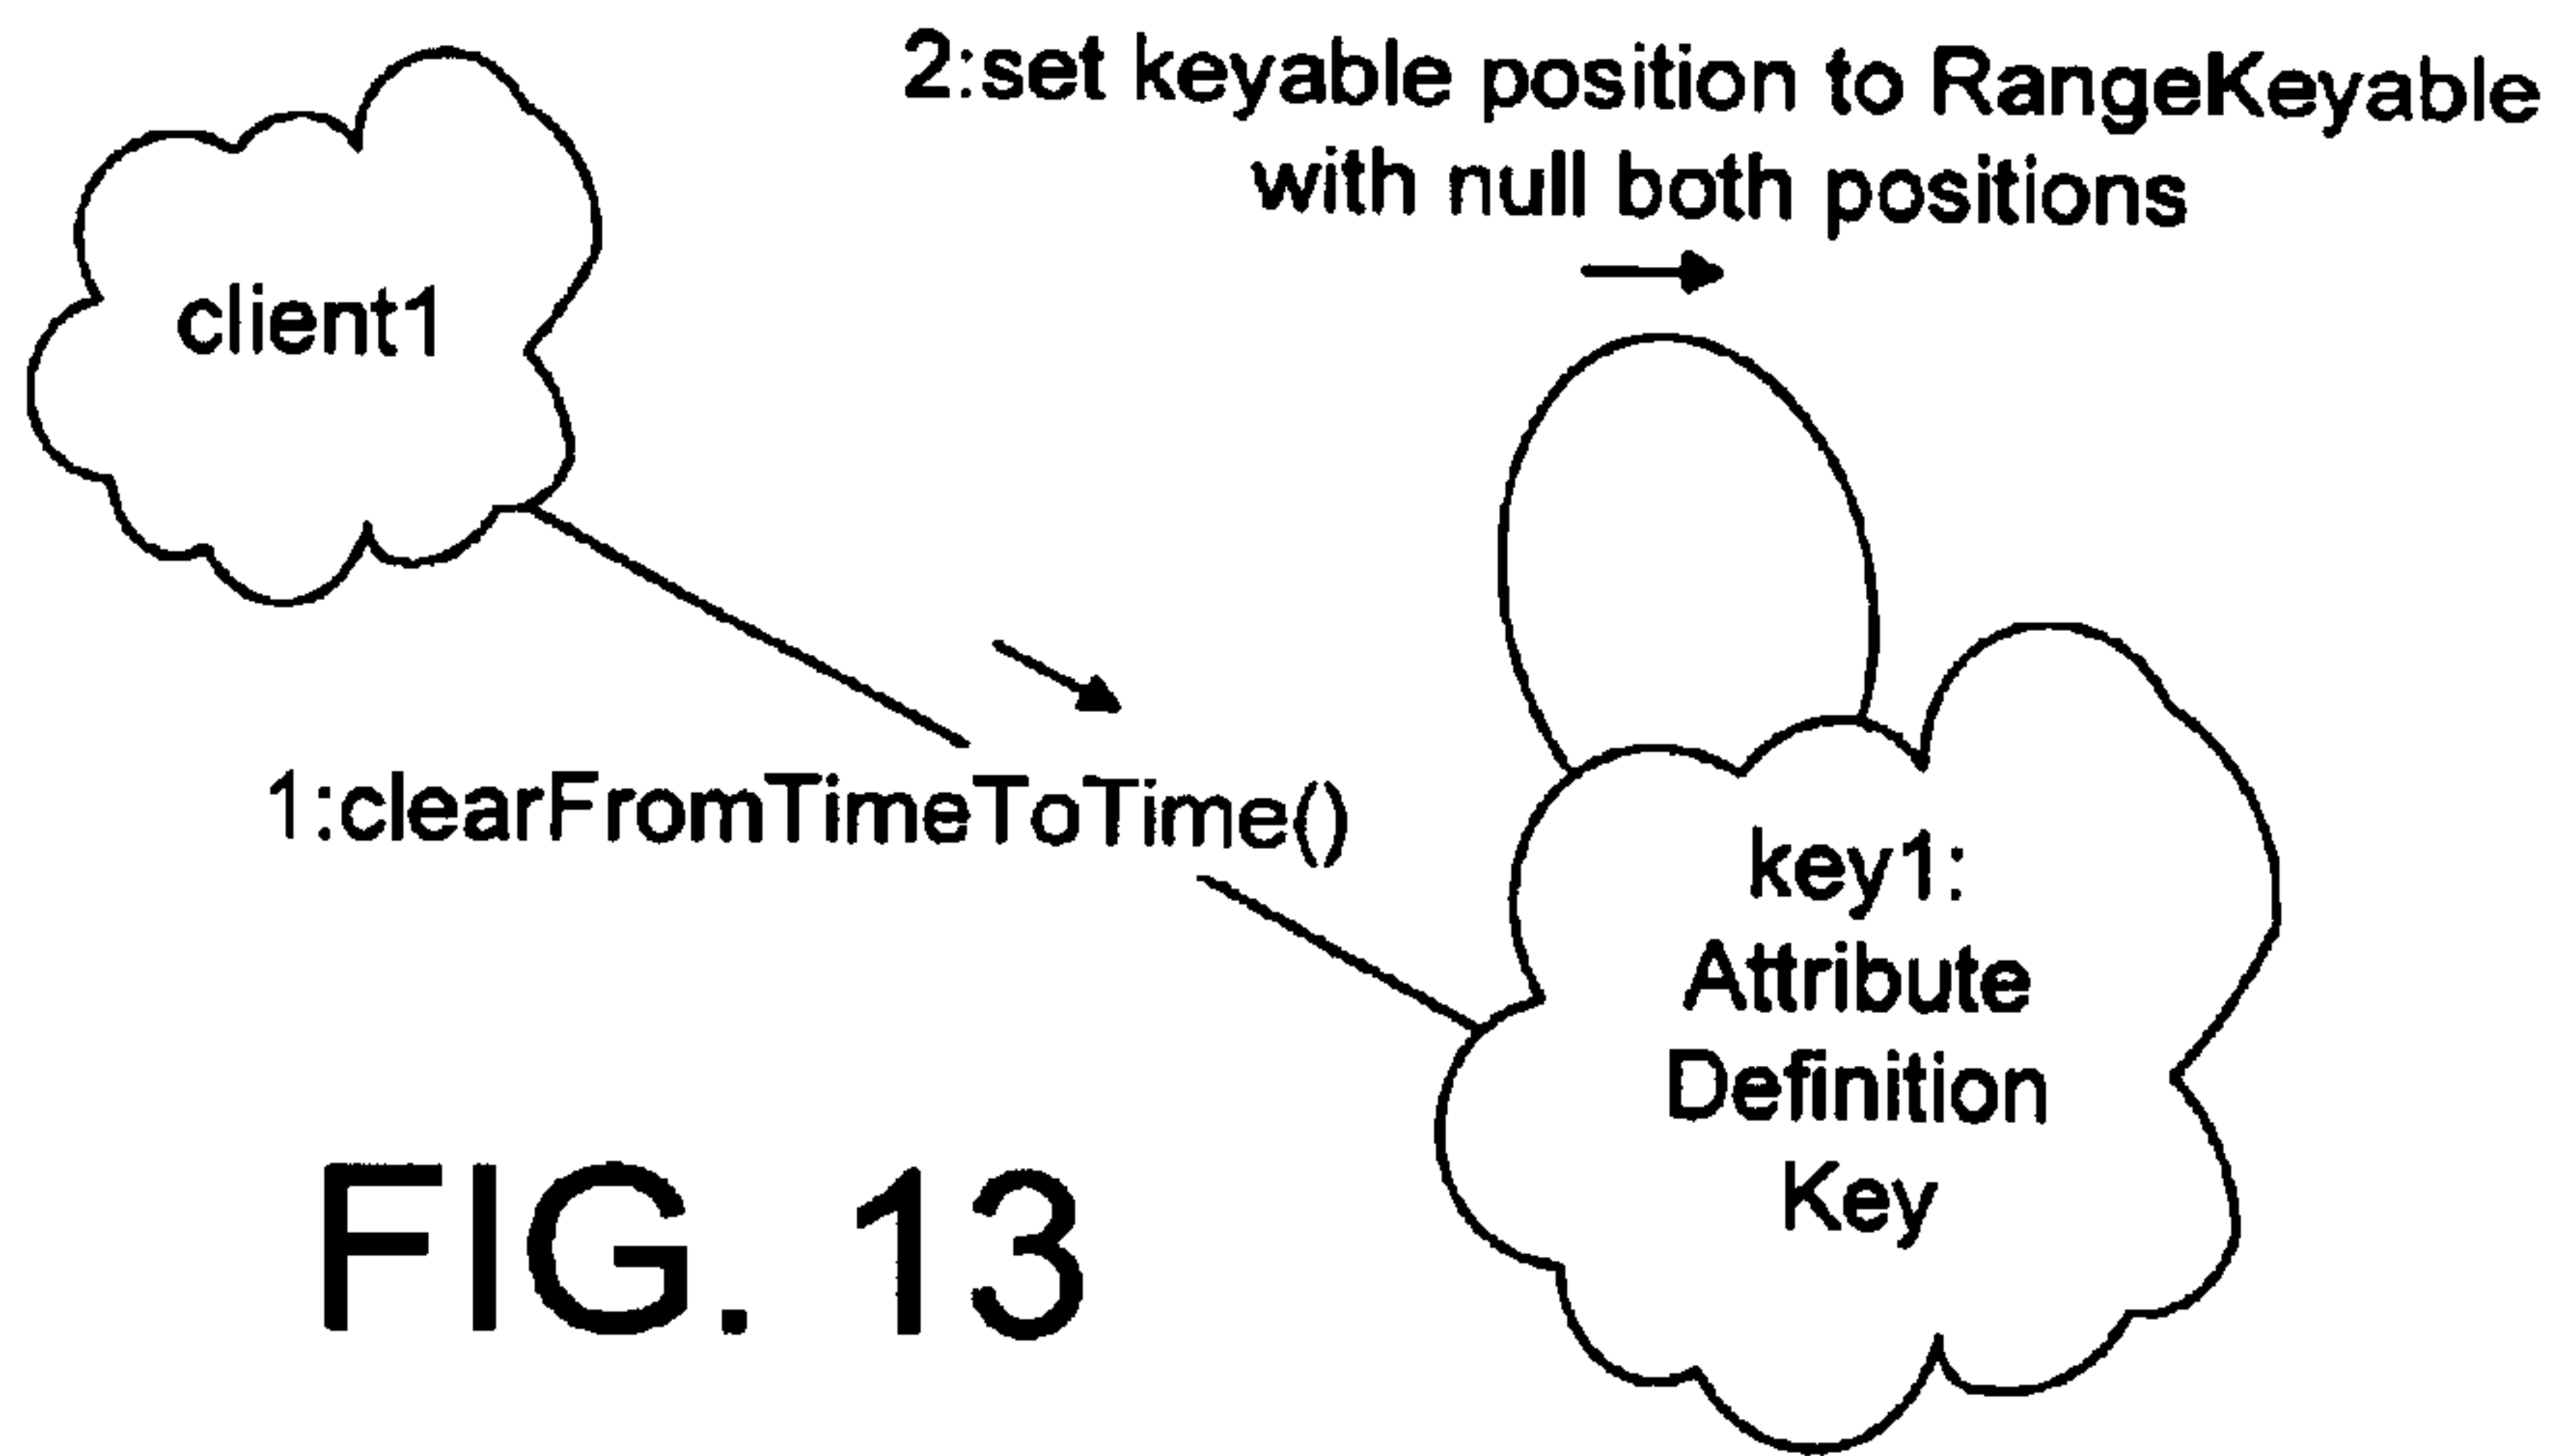 2:set keyable position to RangeKeyable
with null both positions
client1
1:clearFromTimeToTime()
key1:
Attribute
Definition
Key
FIG. 13